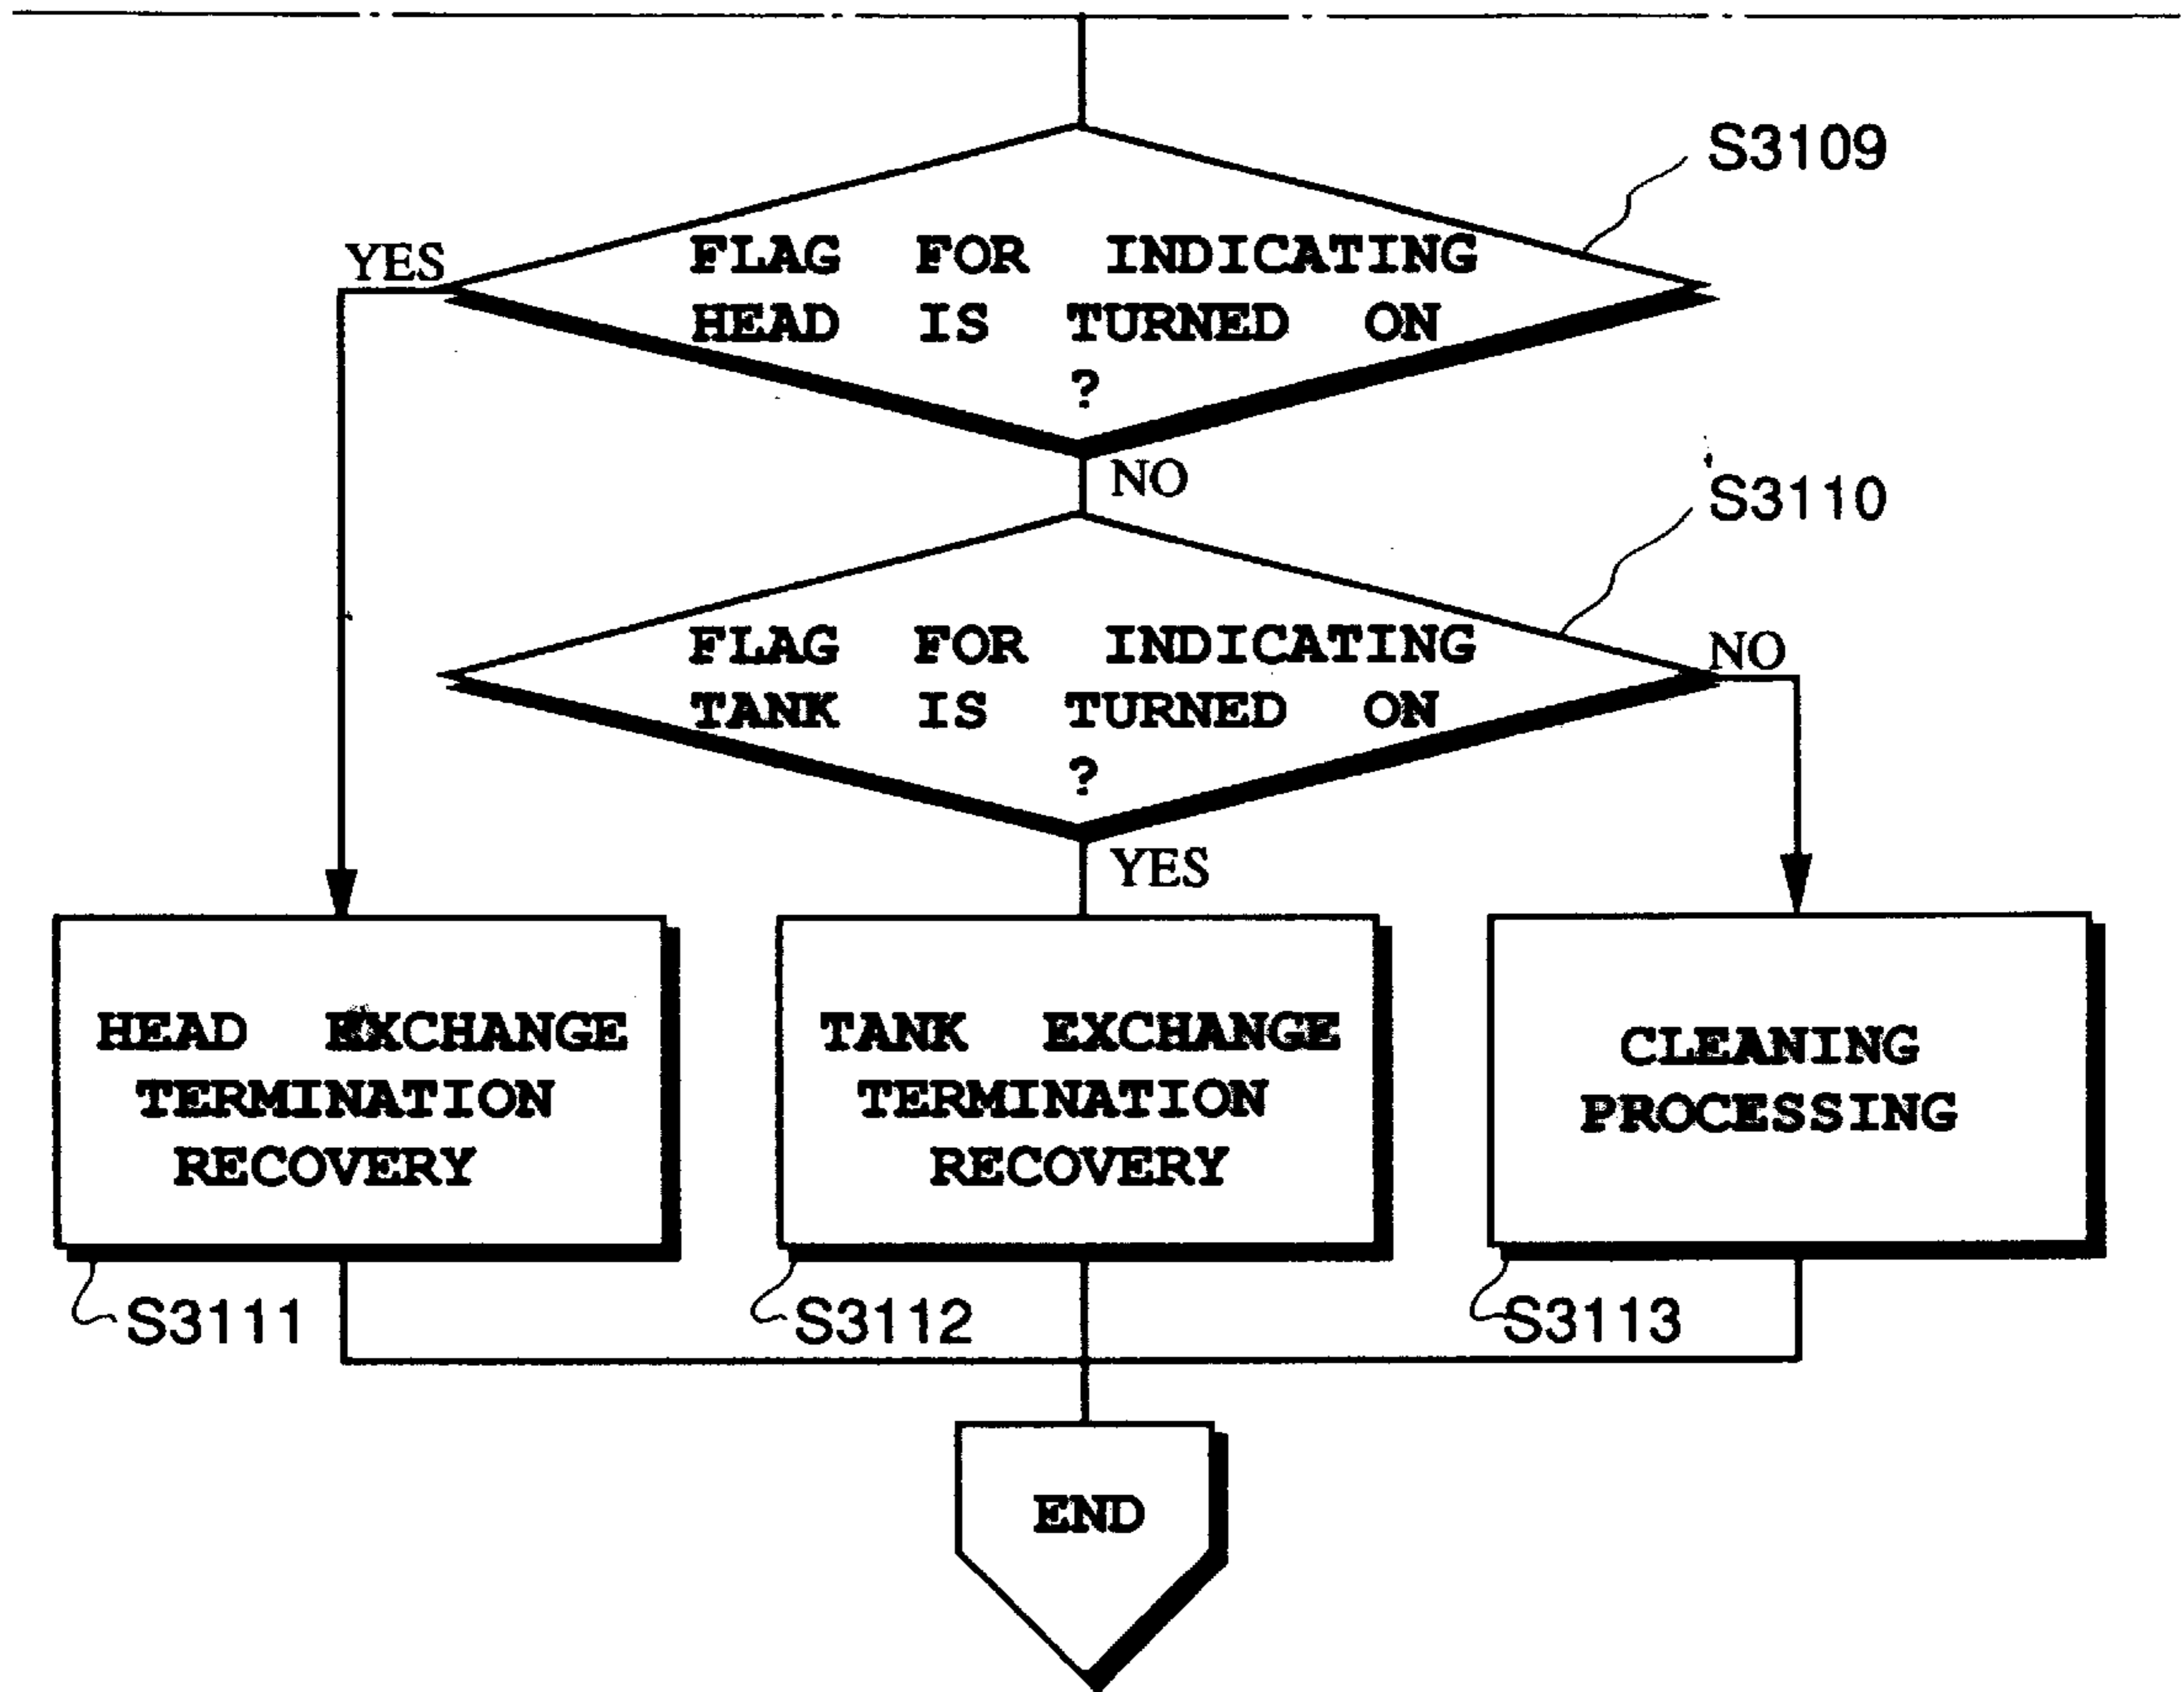 S3109
YES
FLAG FOR INDICATING
HEAD IS TURNED ON
?
NO
S3110
FLAG FOR INDICATING
TANK IS TURNED ON
?
NO
YES
HEAD EXCHANGE
TERMINATION
RECOVERY
TANK EXCHANGE
TERMINATION
RECOVERY
CLEANING
PROCESSING
S3111
S3112
S3113
END